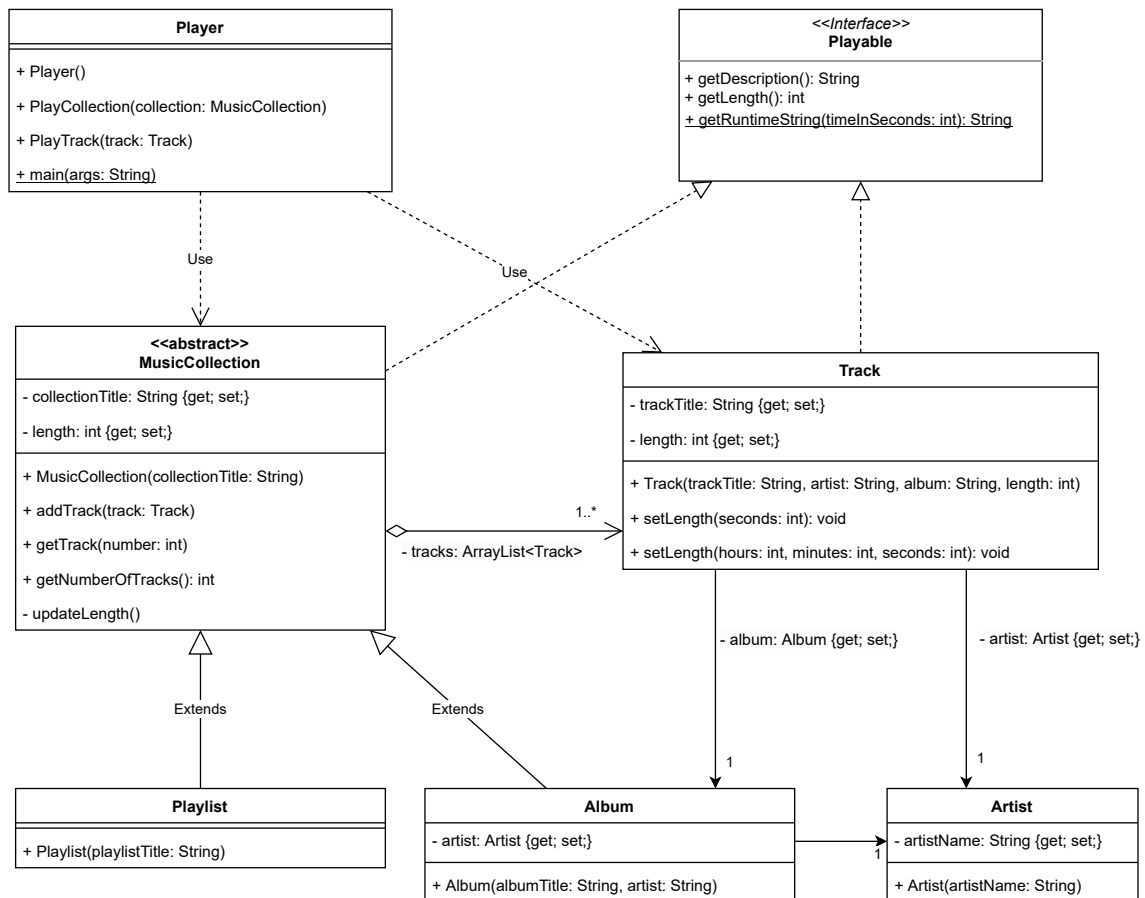 Player
+ Player()
+ PlayCollection(collection: MusicCollection)
+ PlayTrack(track: Track)
+ main(args: String)
<<Interface>>
Playable
+ getDescription(): String
+ getLength(): int
+ getRuntimeString(timeInSeconds: int): String
Use
Use
<<abstract>>
MusicCollection
- collectionTitle: String {get; set;}
- length: int {get; set;}
+ MusicCollection(collectionTitle: String)
+ addTrack(track: Track)
+ getTrack(number: int)
+ getNumberOfTracks(): int
- updateLength()
1..*
- tracks: ArrayList<Track>
Track
- trackTitle: String {get; set;}
- length: int {get; set;}
+ Track(trackTitle: String, artist: String, album: String, length: int)
+ setLength(seconds: int): void
+ setLength(hours: int, minutes: int, seconds: int): void
- album: Album {get; set;}
- artist: Artist {get; set;}
Extends
Extends
1
1
Playlist
+ Playlist(playlistTitle: String)
Album
- artist: Artist {get; set;}
+ Album(albumTitle: String, artist: String)
1
Artist
- artistName: String {get; set;}
+ Artist(artistName: String)